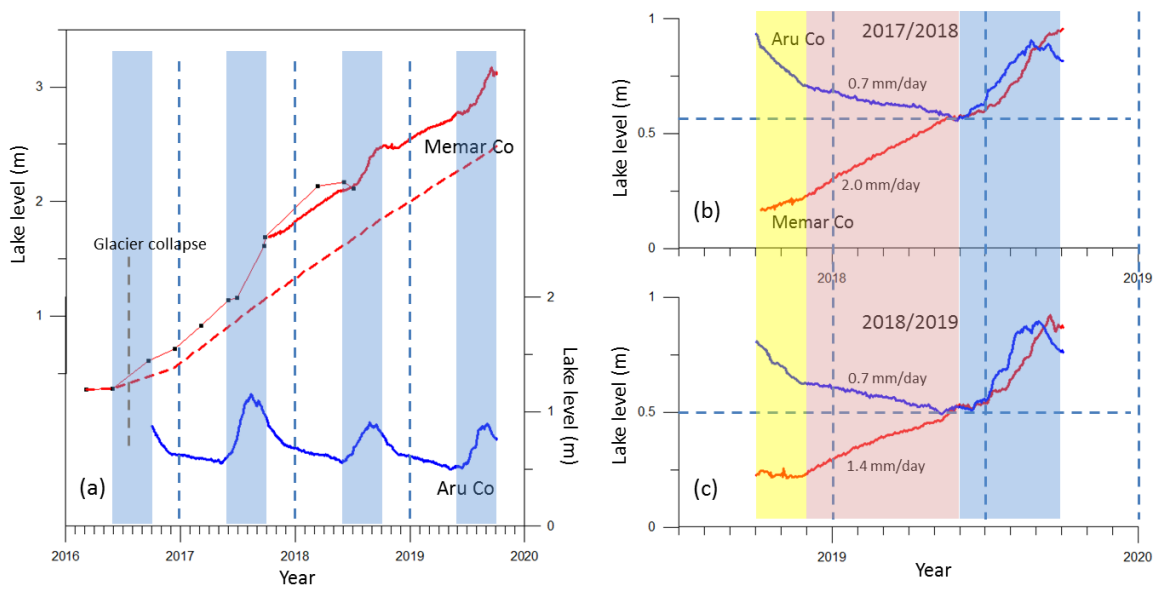 3
2
1
Lake level (m)
Glacier collapse
Memar Co
Aru Co
(a)
2
1
0
Lake level (m)
2016
2017
2018
2019
2020
Year
1
0.5
1
Lake level (m)
Aru Co
2017/2018
0.7 mm/day
2.0 mm/day
Memar Co
(b)
2018
2019
1
0.5
1
Lake level (m)
2018/2019
0.7 mm/day
1.4 mm/day
(c)
2019
2020
Year